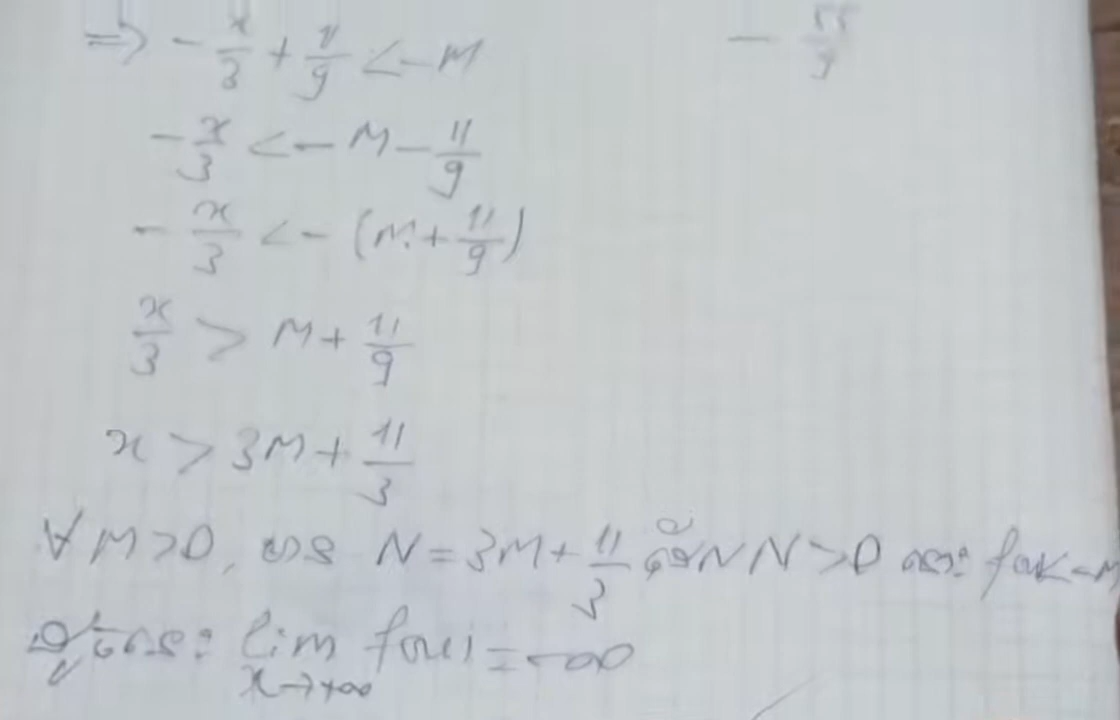 ⇒ - x/3 + 11/9 < -M
- 55/9
- x/3 < - M - 11/9
- x/3 < - (M + 11/9)
x/3 > M + 11/9
x > 3M + 11/3
∀ M > 0, N = 3M + 11/3 N > 0
lim f(x) = -∞
x→+∞